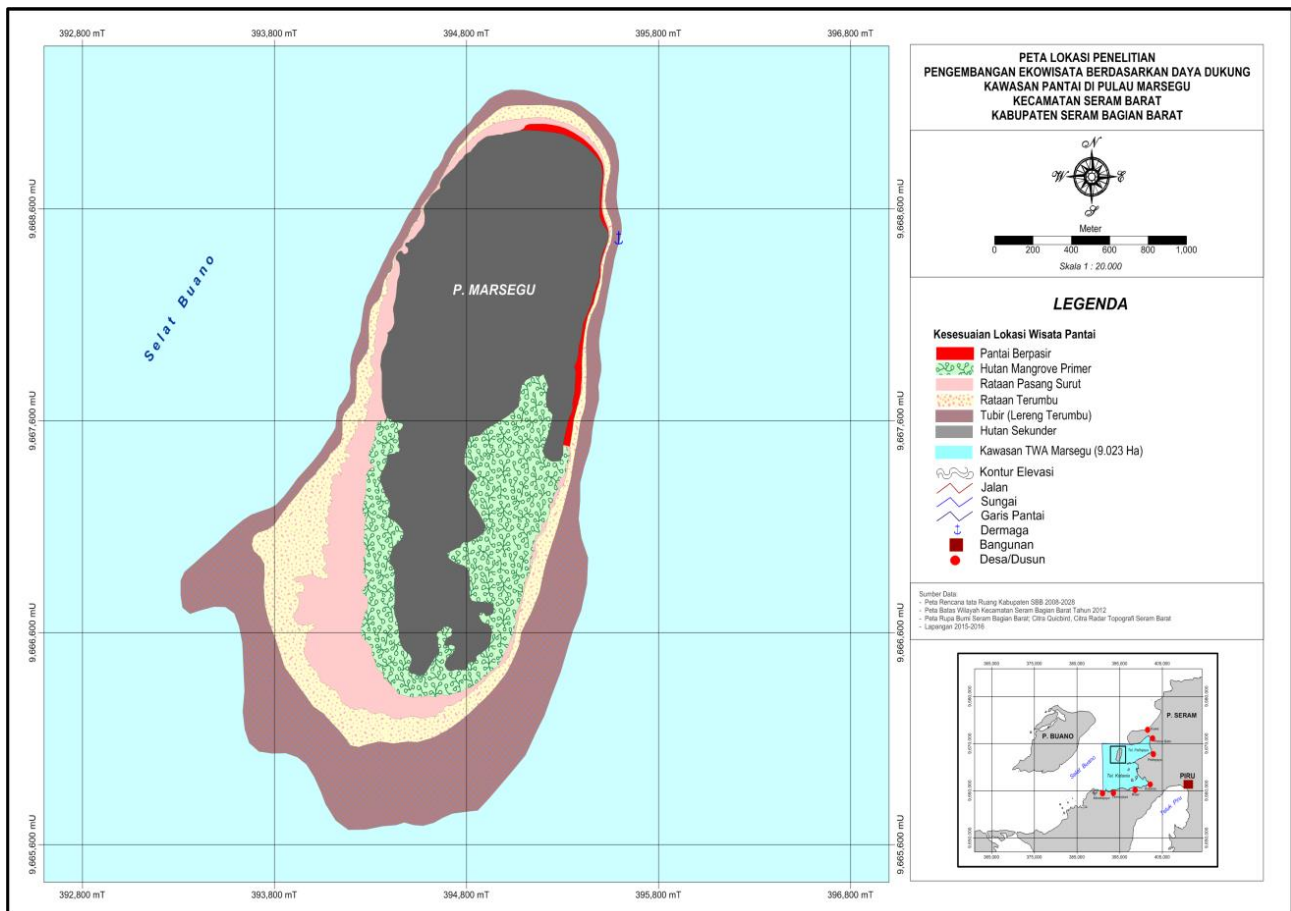 392,800 mT
393,800 mT
394,800 mT
395,800 mT
396,800 mT
9.668,600 mU
9.668,600 mU
9.667,600 mU
9.667,600 mU
9.666,600 mU
9.666,600 mU
9.665,600 mU
9.665,600 mU
Selat Buano
P. MARSEGU
392,800 mT
393,800 mT
394,800 mT
395,800 mT
396,800 mT
PETA LOKASI PENELITIAN
PENGEMBANGAN EKOWISATA BERDASARKAN DAYA DUKUNG
KAWASAN PANTAI DI PULAU MARSEGU
KECAMATAN SERAM BARAT
KABUPATEN SERAM BAGIAN BARAT
N
W
E
S
Meter
0 200 400 600 800 1,000
Skala 1 : 20.000
LEGENDA
Kesesuaian Lokasi Wisata Pantai
Pantai Berpasir
Hutan Mangrove Primer
Rataan Pasang Surut
Rataan Terumbu
Tubir (Lereng Terumbu)
Hutan Sekunder
Kawasan TWA Marsegu (9.023 Ha)
Kontur Elevasi
Jalan
Sungai
Garis Pantai
Dermaga
Bangunan
Desa/Dusun
Sumber Data:
- Peta Rencana tata Ruang Kabupaten SBB 2008-2028
- Peta Batas Wilayah Kecamatan Seram Bagian Barat Tahun 2012
- Peta Rupa Bumi Seram Bagian Barat; Citra Quicbird, Citra Radar Topografi Seram Barat
- Lapangan 2015-2016
P. SERAM
P. BUANO
Selat Buano
PIRU
Teluk Piru